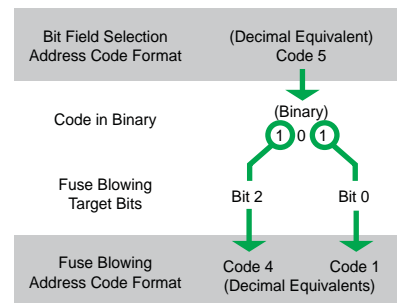 Bit Field Selection
Address Code Format
(Decimal Equivalent)
Code 5
Code in Binary
(Binary)
1 0 1
Fuse Blowing
Target Bits
Bit 2
Bit 0
Fuse Blowing
Address Code Format
Code 4
Code 1
(Decimal Equivalents)